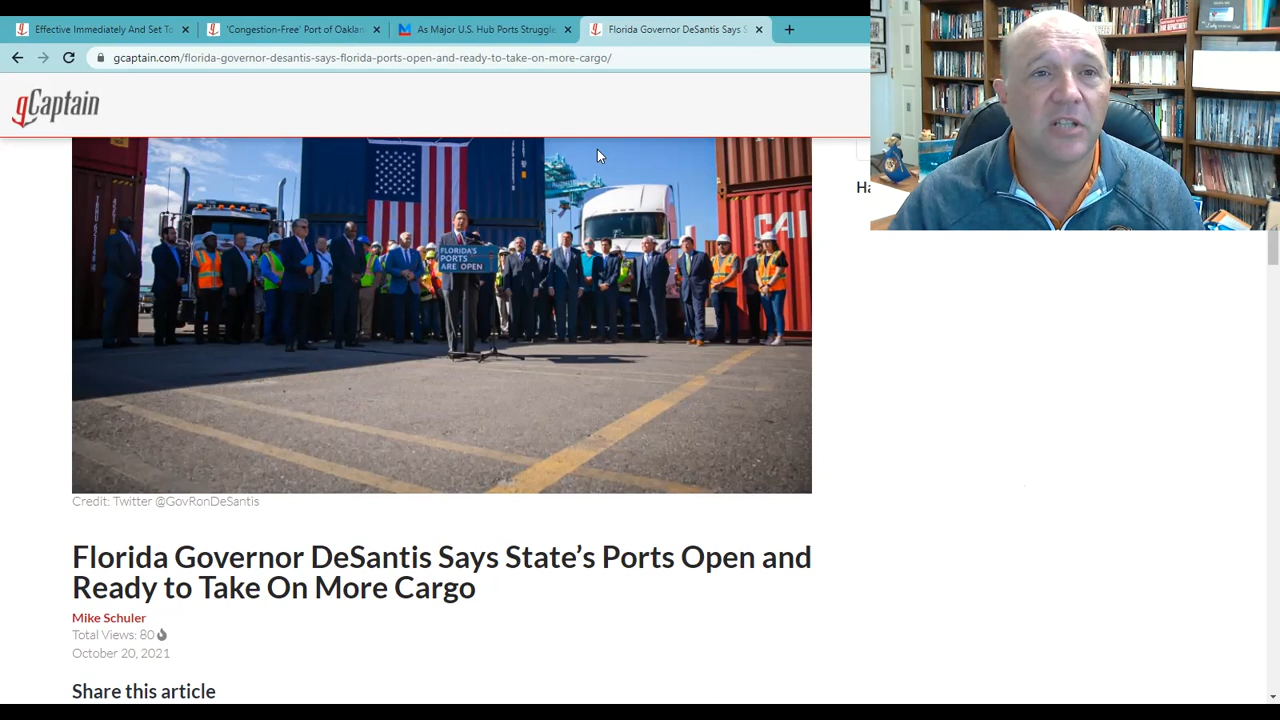 Effective Immediately And Set To
'Congestion-Free' Port of Oaklan
As Major U.S. Hub Ports Struggle
Florida Governor DeSantis Says S
gcaptain.com/florida-governor-desantis-says-florida-ports-open-and-ready-to-take-on-more-cargo/
gCaptain
Ha
FLORIDA'S
PORTS
ARE OPEN
CAI
Credit: Twitter @GovRonDeSantis
Florida Governor DeSantis Says State's Ports Open and
Ready to Take On More Cargo
Mike Schuler
Total Views: 80
October 20, 2021
Share this article